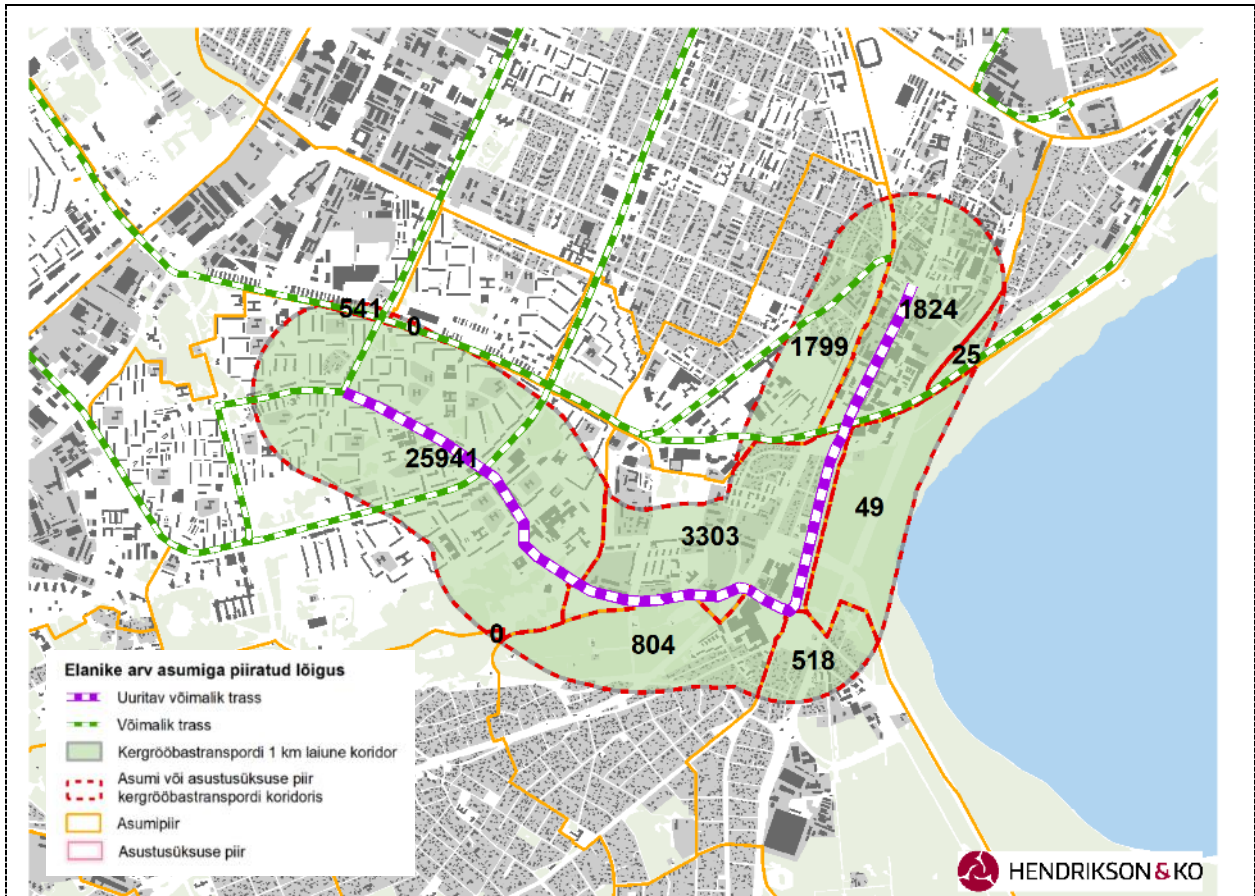 541
0
1824
1799
25
25941
49
3303
0
804
518
Elanike arv asumiga piiratud lõigus
Uuritav võimalik trass
Võimalik trass
Kergrööbastranspordi 1 km laiune koridor
Asumi või asustusüksuse piir
kergrööbastranspordi koridoris
Asumipiir
Asustusüksuse piir
HENDRIKSON & KO